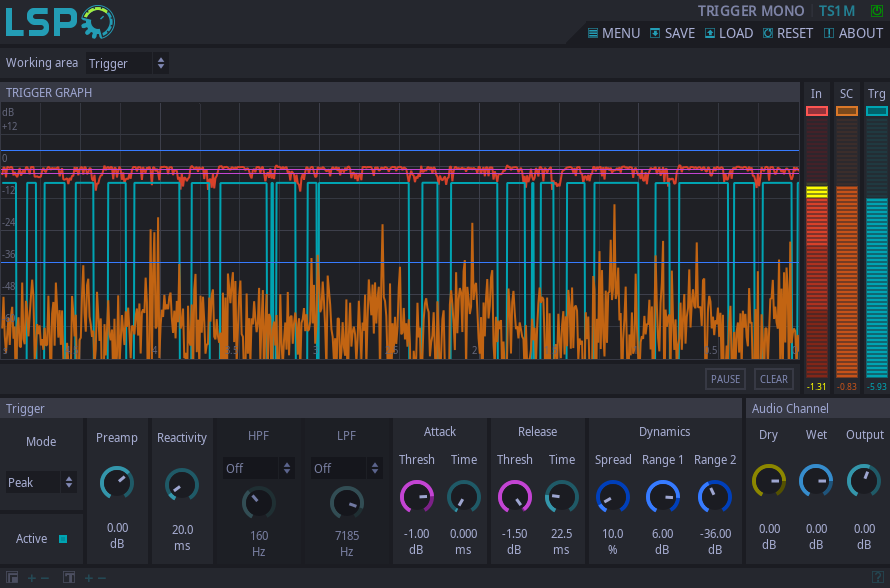 LSP
TRIGGER MONO TS1M
MENU SAVE LOAD RESET ABOUT
Working area Trigger
TRIGGER GRAPH
In SC Trg
dB
+12
0
-12
-24
-36
-48
PAUSE CLEAR
-1.31 -0.83 -5.93
Trigger
Audio Channel
Mode
Peak
Active
Preamp
0.00
dB
Reactivity
20.0
ms
HPF
Off
160
Hz
LPF
Off
7185
Hz
Attack
Thresh Time
-1.00 0.000
dB ms
Release
Thresh Time
-1.50 22.5
dB ms
Dynamics
Spread Range 1 Range 2
10.0 6.00 -36.00
% dB dB
Dry Wet Output
0.00 0.00 0.00
dB dB dB